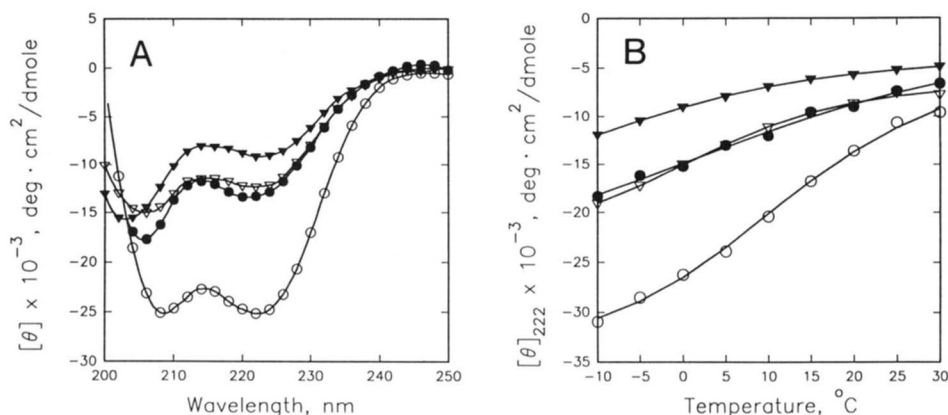 A
5
0
−5
−10
−15
−20
−25
−30
200 210 220 230 240 250
Wavelength, nm
[θ] × 10⁻³, deg · cm²/dmole
B
0
−5
−10
−15
−20
−25
−30
−35
−10 −5 0 5 10 15 20 25 30
Temperature, °C
[θ]₂₂₂ × 10⁻³, deg · cm²/dmole